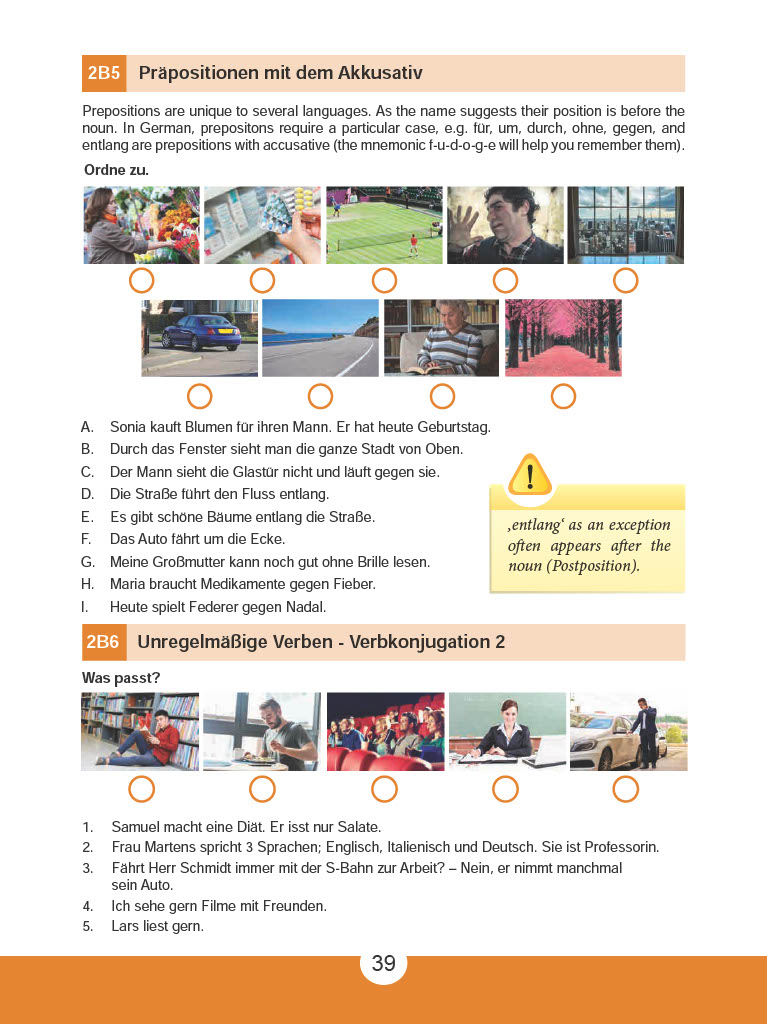 2B5 Präpositionen mit dem Akkusativ
Prepositions are unique to several languages. As the name suggests their position is before the
noun. In German, prepositons require a particular case, e.g. für, um, durch, ohne, gegen, and
entlang are prepositions with accusative (the mnemonic f-u-d-o-g-e will help you remember them).
Ordne zu.
A. Sonia kauft Blumen für ihren Mann. Er hat heute Geburtstag.
B. Durch das Fenster sieht man die ganze Stadt von Oben.
C. Der Mann sieht die Glastür nicht und läuft gegen sie.
D. Die Straße führt den Fluss entlang.
E. Es gibt schöne Bäume entlang die Straße.
F. Das Auto fährt um die Ecke.
G. Meine Großmutter kann noch gut ohne Brille lesen.
H. Maria braucht Medikamente gegen Fieber.
I. Heute spielt Federer gegen Nadal.
!
‚entlang‘ as an exception
often appears after the
noun (Postposition).
2B6 Unregelmäßige Verben - Verbkonjugation 2
Was passt?
1. Samuel macht eine Diät. Er isst nur Salate.
2. Frau Martens spricht 3 Sprachen; Englisch, Italienisch und Deutsch. Sie ist Professorin.
3. Fährt Herr Schmidt immer mit der S-Bahn zur Arbeit? – Nein, er nimmt manchmal
sein Auto.
4. Ich sehe gern Filme mit Freunden.
5. Lars liest gern.
39